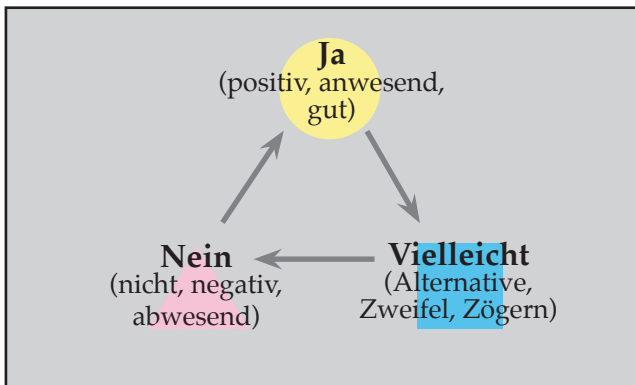 Ja
(positiv, anwesend,
gut)
Nein
(nicht, negativ,
abwesend)
Vielleicht
(Alternative,
Zweifel, Zögern)